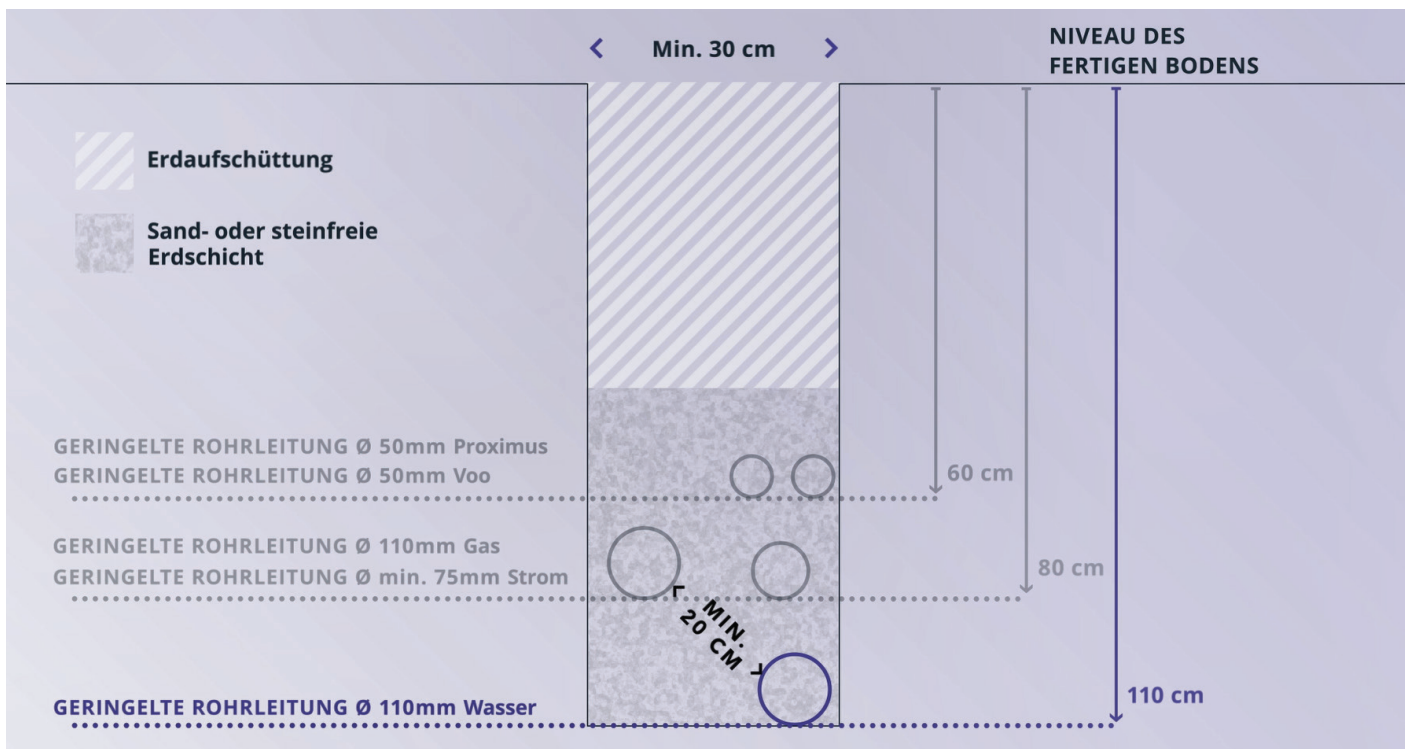 Min. 30 cm
NIVEAU DES
FERTIGEN BODENS
Erdaufschüttung
Sand- oder steinfreie
Erdschicht
GERINGELTE ROHRLEITUNG Ø 50mm Proximus
GERINGELTE ROHRLEITUNG Ø 50mm Voo
60 cm
GERINGELTE ROHRLEITUNG Ø 110mm Gas
GERINGELTE ROHRLEITUNG Ø min. 75mm Strom
80 cm
MIN.
20 CM
GERINGELTE ROHRLEITUNG Ø 110mm Wasser
110 cm